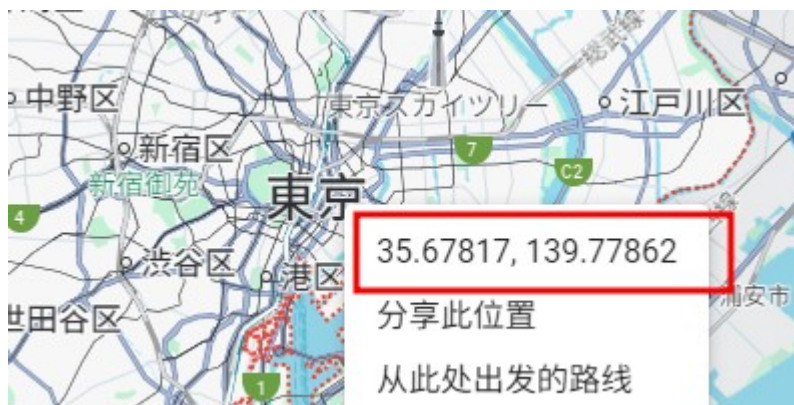 中野区
東京スカイツリー
江戸川区
総武線
新宿区
7
新宿御苑
C2
東京
4
35.67817, 139.77862
渋谷区
港区
浦安市
世田谷区
分享此位置
1
从此处出发的路线